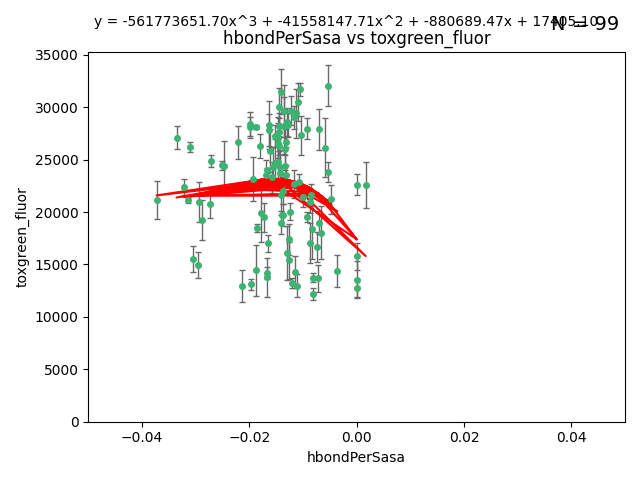 y = -561773651.70x^3 + -41558147.71x^2 + -880689.47x + 17405.10
N = 99
hbondPerSasa vs toxgreen_fluor
toxgreen_fluor
35000
30000
25000
20000
15000
10000
5000
0
−0.04
−0.02
0.00
0.02
0.04
hbondPerSasa